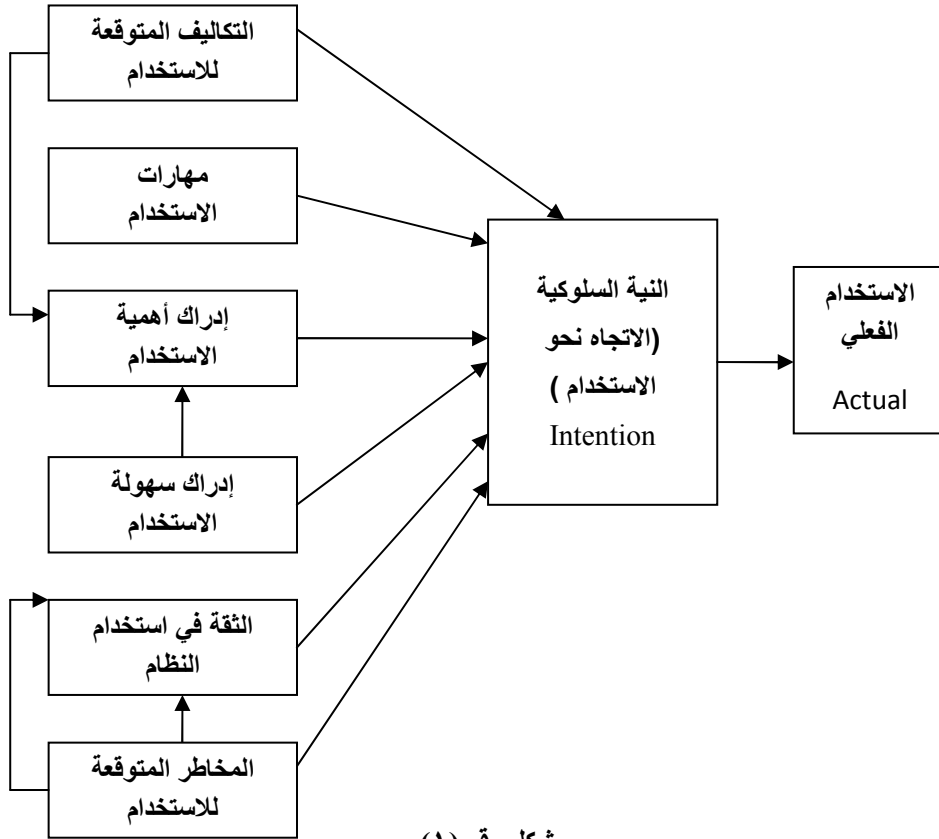 التكاليف المتوقعة
للاستخدام
مهارات
الاستخدام
إدراك أهمية
الاستخدام
إدراك سهولة
الاستخدام
الثقة في استخدام
النظام
المخاطر المتوقعة
للاستخدام
النية السلوكية
(الاتجاه نحو
الاستخدام )
Intention
الاستخدام
الفعلي
Actual
(١)